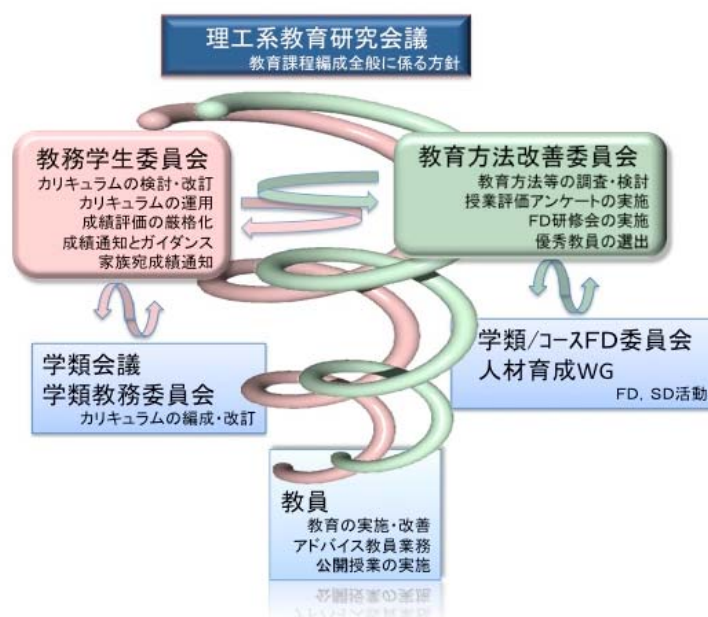 理工系教育研究会議
教育課程編成全般に係る方針
教務学生委員会
カリキュラムの検討・改訂
カリキュラムの運用
成績評価の厳格化
成績通知とガイダンス
家族宛成績通知
教育方法改善委員会
教育方法等の調査・検討
授業評価アンケートの実施
FD研修会の実施
優秀教員の選出
学類会議
学類教務委員会
カリキュラムの編成・改訂
学類/コースFD委員会
人材育成WG
FD, SD活動
教員
教育の実施・改善
アドバイス教員業務
公開授業の実施